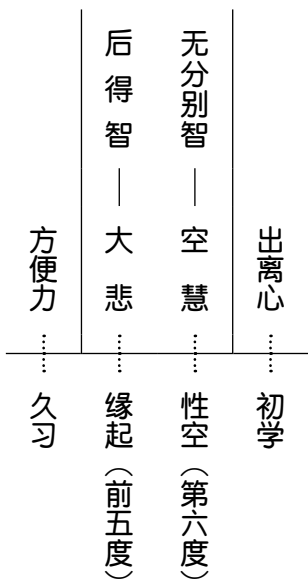 出离心……初学
无分别智—空慧……性空（第六度）
后得智—大悲……缘起（前五度）
方便力……久习